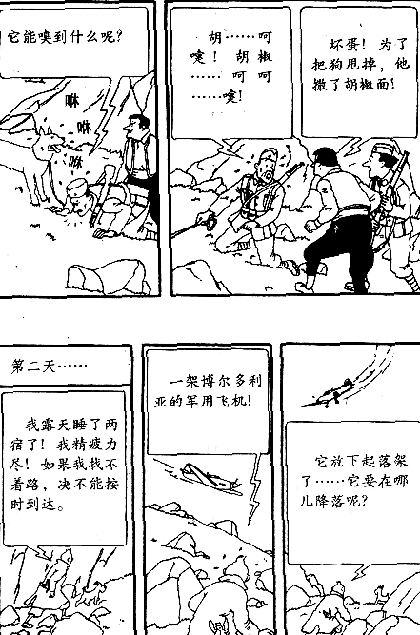 它能嗅到什么呢?
咻
咻
咻
胡……呵
嚏! 胡椒
…… 呵呵
……嚏!
坏蛋! 为了
把狗甩掉, 他
撒了胡椒面!
第二天……
我露天睡了两
宿了! 我精疲力
尽! 如果我找不
着路, 决不能按
时到达。
一架博尔多利
亚的军用飞机!
它放下起落架
了……它要在哪
儿降落呢?